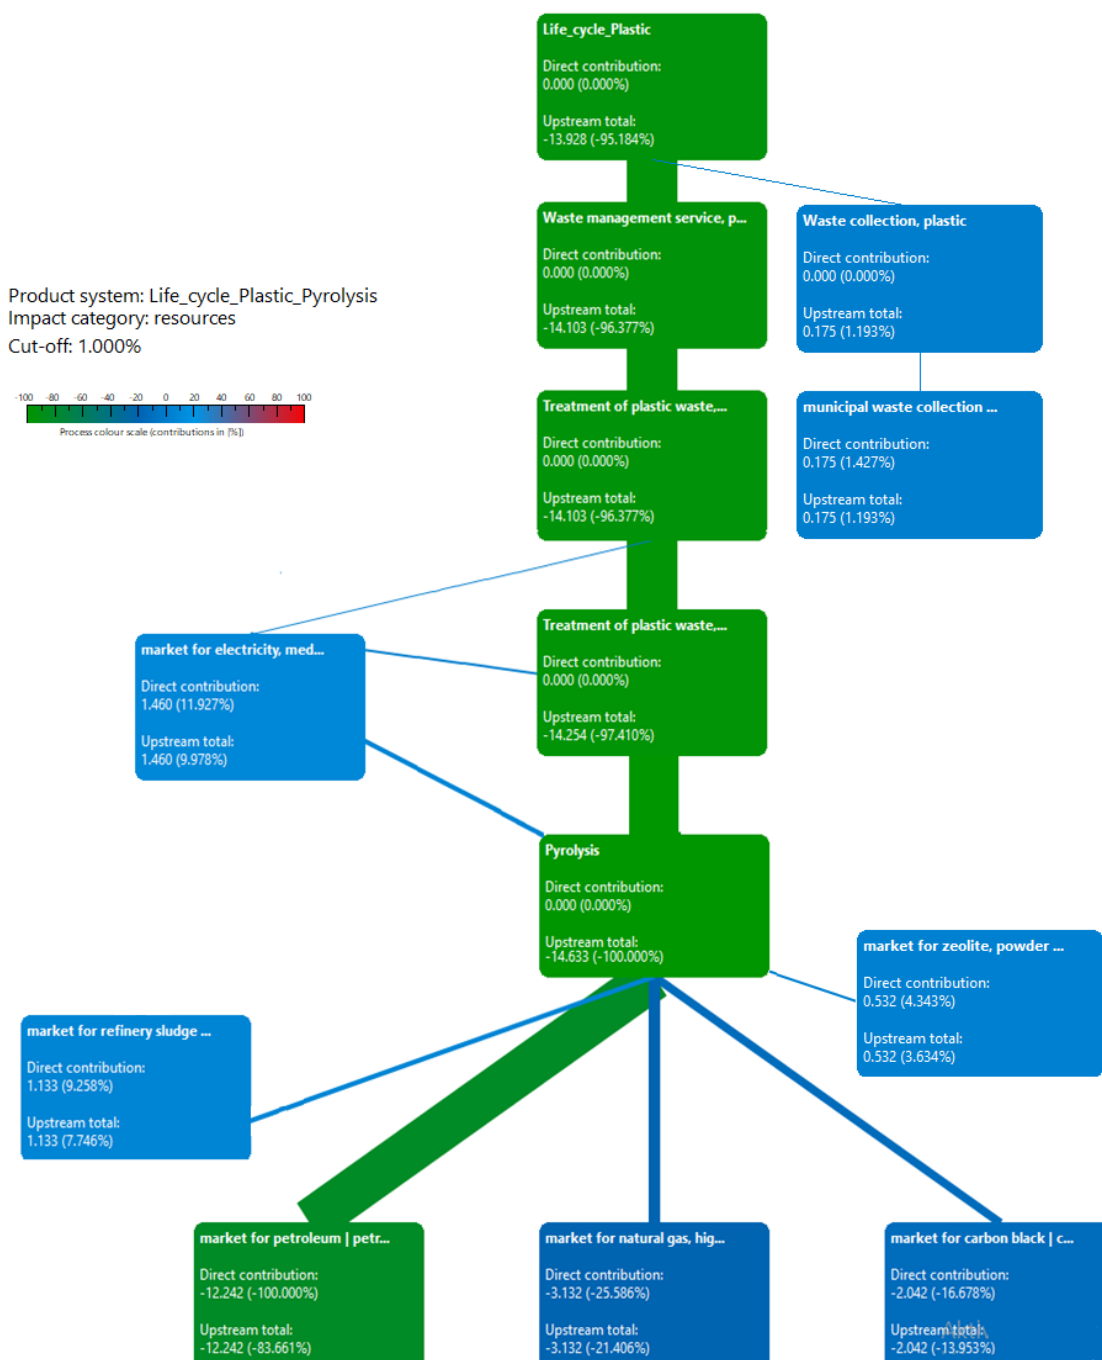 Life_cycle_Plastic
Direct contribution:
0.000 (0.000%)
Upstream total:
-13.928 (-95.184%)
Waste management service, p...
Direct contribution:
0.000 (0.000%)
Upstream total:
-14.103 (-96.377%)
Waste collection, plastic
Direct contribution:
0.000 (0.000%)
Upstream total:
0.175 (1.193%)
Product system: Life_cycle_Plastic_Pyrolysis
Impact category: resources
Cut-off: 1.000%
-100 -80 -60 -40 -20 0 20 40 60 80 100
Process colour scale (contributions in [%])
Treatment of plastic waste,...
Direct contribution:
0.000 (0.000%)
Upstream total:
-14.103 (-96.377%)
municipal waste collection ...
Direct contribution:
0.175 (1.427%)
Upstream total:
0.175 (1.193%)
market for electricity, med...
Direct contribution:
1.460 (11.927%)
Upstream total:
1.460 (9.978%)
Treatment of plastic waste,...
Direct contribution:
0.000 (0.000%)
Upstream total:
-14.254 (-97.410%)
Pyrolysis
Direct contribution:
0.000 (0.000%)
Upstream total:
-14.633 (-100.000%)
market for zeolite, powder ...
Direct contribution:
0.532 (4.343%)
Upstream total:
0.532 (3.634%)
market for refinery sludge ...
Direct contribution:
1.133 (9.258%)
Upstream total:
1.133 (7.746%)
market for petroleum | petr...
Direct contribution:
-12.242 (-100.000%)
Upstream total:
-12.242 (-83.661%)
market for natural gas, hig...
Direct contribution:
-3.132 (-25.586%)
Upstream total:
-3.132 (-21.406%)
market for carbon black | c...
Direct contribution:
-2.042 (-16.678%)
Upstream total:
-2.042 (-13.953%)